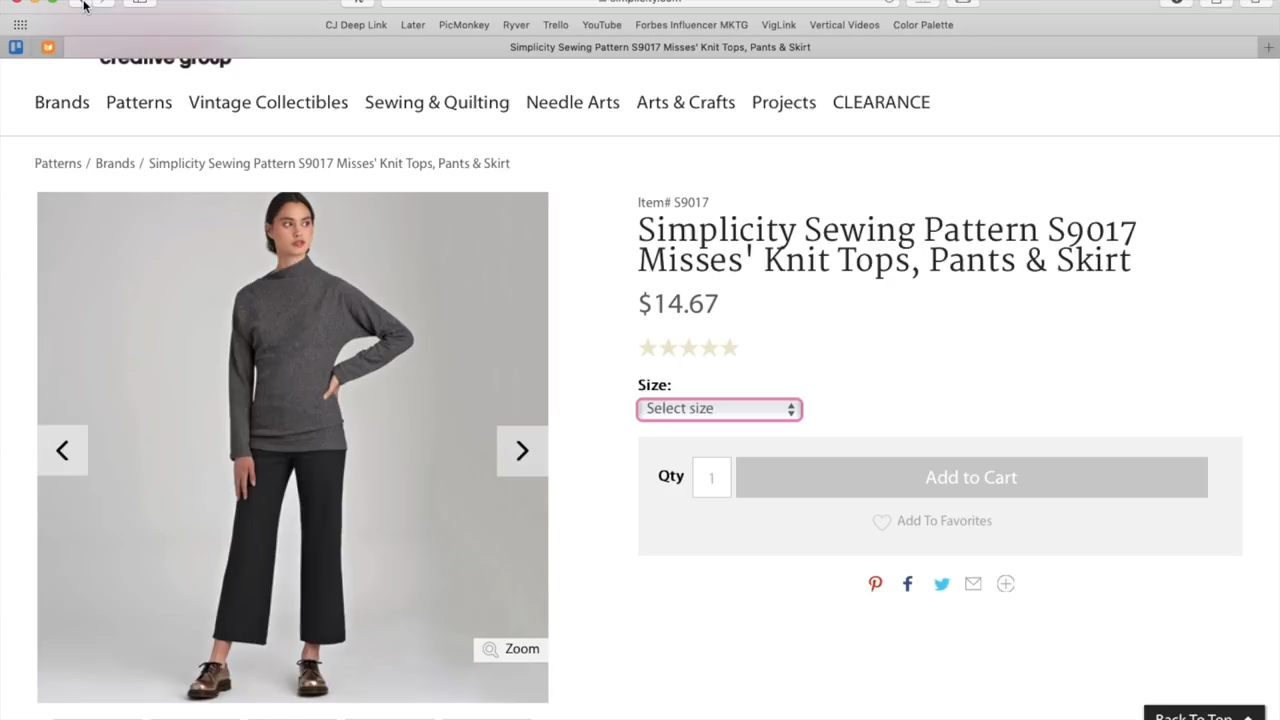 simplicity.com
CJ Deep Link Later PicMonkey Ryver Trello YouTube Forbes Influencer MKTG VigLink Vertical Videos Color Palette
Simplicity Sewing Pattern S9017 Misses' Knit Tops, Pants & Skirt
creative group
Brands Patterns Vintage Collectibles Sewing & Quilting Needle Arts Arts & Crafts Projects CLEARANCE
Patterns / Brands / Simplicity Sewing Pattern S9017 Misses' Knit Tops, Pants & Skirt
Item# S9017
Simplicity Sewing Pattern S9017
Misses' Knit Tops, Pants & Skirt
$14.67
Size:
Select size
Qty 1 Add to Cart
Add To Favorites
Zoom
Back To Top